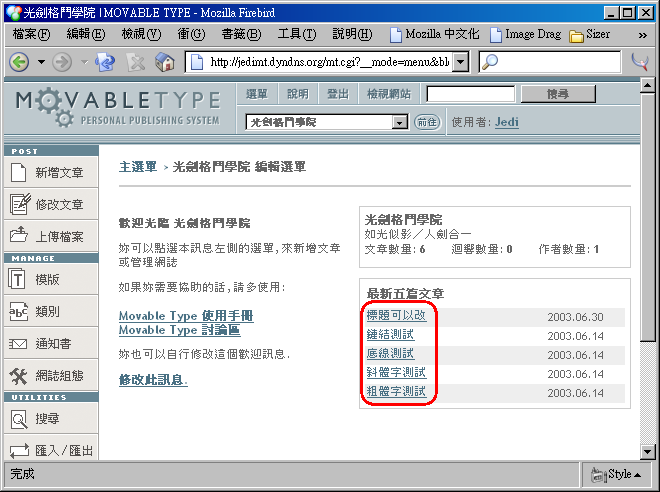 光劍格鬥學院 | MOVABLE TYPE - Mozilla Firebird
檔案(F) 編輯(E) 檢視(V) 衝(G) 書籤(B) 工具(T) 說明(H) Mozilla 中文化 Image Drag Sizer »
http://jedimt.dyndns.org/mt.cgi?__mode=menu&bl
MOVABLETYPE
PERSONAL PUBLISHING SYSTEM
選單 說明 登出 檢視網站 搜尋
光劍格鬥學院 前往 使用者: Jedi
POST
新增文章
修改文章
上傳檔案
MANAGE
模版
類別
通知書
網誌組態
UTILITIES
搜尋
匯入/匯出
主選單 > 光劍格鬥學院 編輯選單
歡迎光臨 光劍格鬥學院
妳可以點選本訊息左側的選單,來新增文章
或管理網誌
如果妳需要協助的話,請多使用:
Movable Type 使用手冊
Movable Type 討論區
妳也可以自行修改這個歡迎訊息.
修改此訊息.
光劍格鬥學院
如光似影／人劍合一
文章數量: 6 迴響數量: 0 作者數量: 1
最新五篇文章
標題可以改 2003.06.30
鏈結測試 2003.06.14
底線測試 2003.06.14
斜體字測試 2003.06.14
粗體字測試 2003.06.14
完成 Style